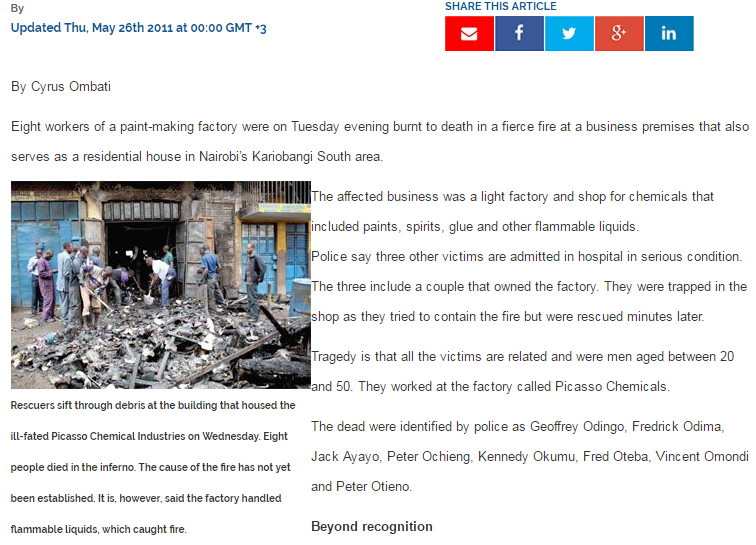 By
Updated Thu, May 26th 2011 at 00:00 GMT +3
SHARE THIS ARTICLE
By Cyrus Ombati
Eight workers of a paint-making factory were on Tuesday evening burnt to death in a fierce fire at a business premises that also
serves as a residential house in Nairobi's Kariobangi South area.
The affected business was a light factory and shop for chemicals that
included paints, spirits, glue and other flammable liquids.
Police say three other victims are admitted in hospital in serious condition.
The three include a couple that owned the factory. They were trapped in the
shop as they tried to contain the fire but were rescued minutes later.
Tragedy is that all the victims are related and were men aged between 20
and 50. They worked at the factory called Picasso Chemicals.
Rescuers sift through debris at the building that housed the
ill-fated Picasso Chemical Industries on Wednesday. Eight
people died in the inferno. The cause of the fire has not yet
been established. It is, however, said the factory handled
flammable liquids, which caught fire.
The dead were identified by police as Geoffrey Odingo, Fredrick Odima,
Jack Ayayo, Peter Ochieng, Kennedy Okumu, Fred Oteba, Vincent Omondi
and Peter Otieno.
Beyond recognition